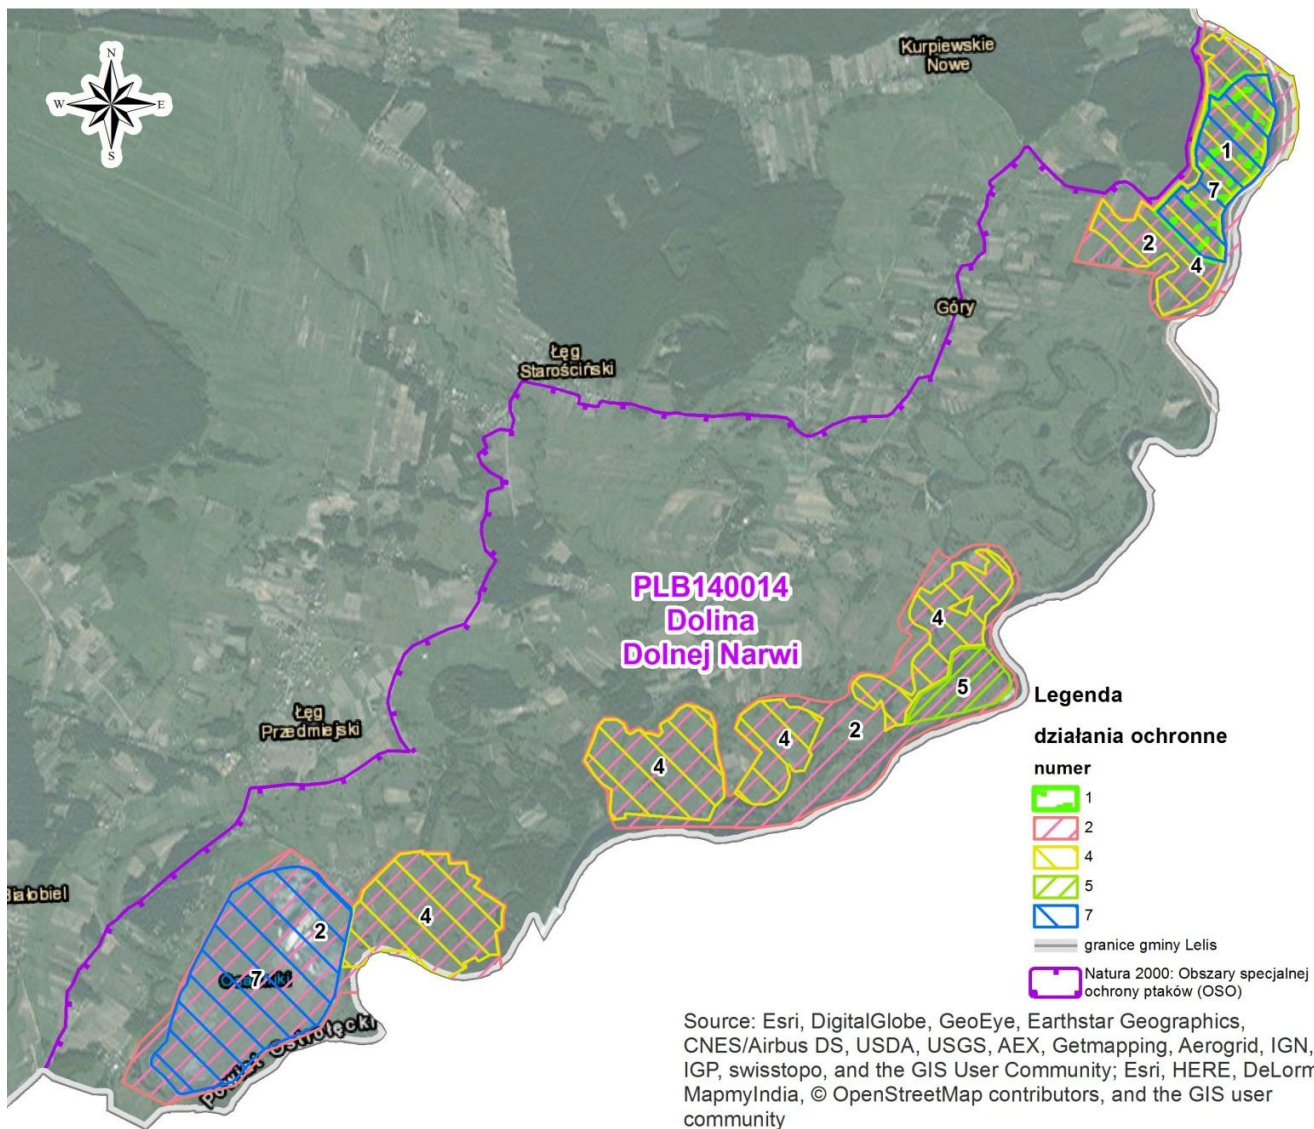 N
W
E
S
Kurpiewskie
Nowe
1
7
2
4
Góry
Łęg
Starościński
PLB140014
Dolina
Dolnej Narwi
4
5
Łęg
Przedmiejski
4
4
2
Białobiel
2
4
7
Powiat Ostrołęcki
Legenda
działania ochronne
numer
1
2
4
5
7
granice gminy Lelis
Natura 2000: Obszary specjalnej
ochrony ptaków (OSO)
Source: Esri, DigitalGlobe, GeoEye, Earthstar Geographics,
CNES/Airbus DS, USDA, USGS, AEX, Getmapping, Aerogrid, IGN,
IGP, swisstopo, and the GIS User Community; Esri, HERE, DeLorm
MapmyIndia, © OpenStreetMap contributors, and the GIS user
community